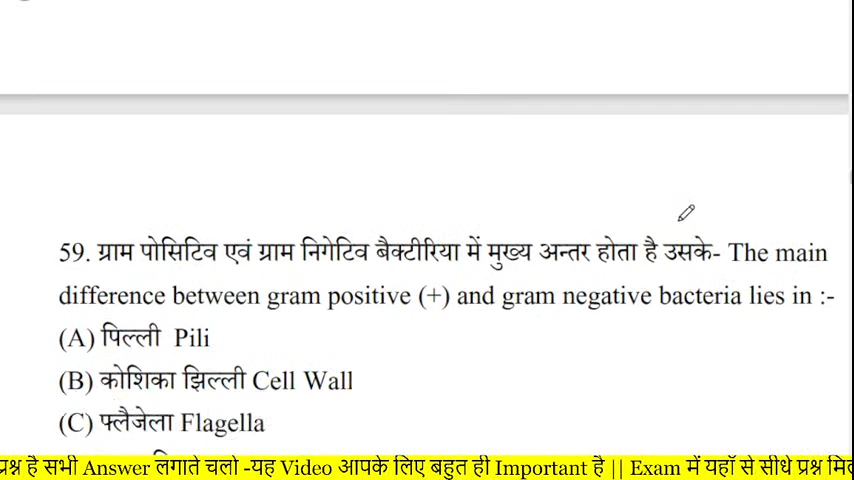 59. ग्राम पोसिटिव एवं ग्राम निगेटिव बैक्टीरिया में मुख्य अन्तर होता है उसके- The main
difference between gram positive (+) and gram negative bacteria lies in :-
(A) पिल्ली Pili
(B) कोशिका झिल्ली Cell Wall
(C) फ्लैजेला Flagella
प्रश्न है सभी Answer लगाते चलो -यह Video आपके लिए बहुत ही Important है || Exam में यहाँ से सीधे प्रश्न